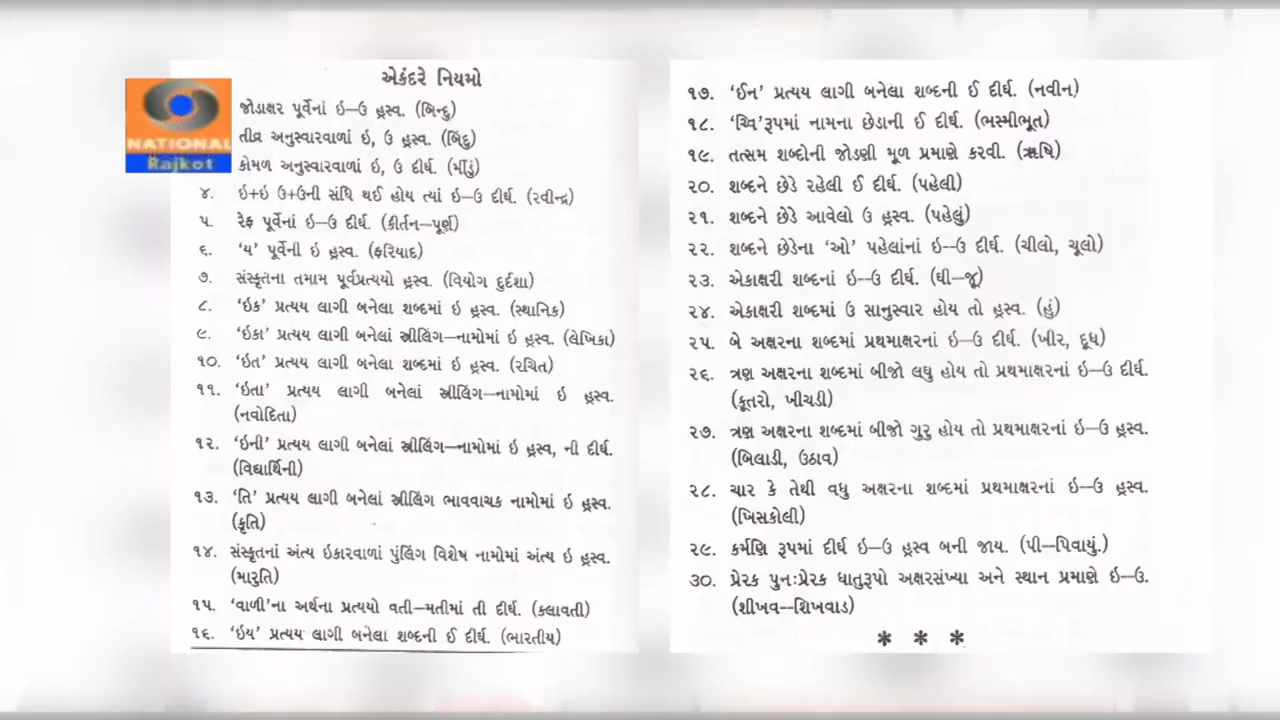 NATIONAL
Rajkot
એકંદરે નિયમો
જોડાક્ષર પૂર્વેનાં ઇ–ઉ હ્રસ્વ. (બિન્દુ)
તીવ્ર અનુસ્વારવાળાં ઇ, ઉ હ્રસ્વ. (બિંદુ)
કોમળ અનુસ્વારવાળાં ઇ, ઉ દીર્ઘ. (મીંડું)
૪. ઇ+ઇ ઉ+ઉની સંધિ થઈ હોય ત્યાં ઇ–ઉ દીર્ઘ. (રવીન્દ્ર)
૫. રેફ પૂર્વેનાં ઇ–ઉ દીર્ઘ. (કીર્તન–પૂર્ણ)
૬. ‘ય’ પૂર્વેની ઇ હ્રસ્વ. (ફરિયાદ)
૭. સંસ્કૃતના તમામ પૂર્વપ્રત્યયો હ્રસ્વ. (વિયોગ દુર્દશા)
૮. ‘ઇક’ પ્રત્યય લાગી બનેલા શબ્દમાં ઇ હ્રસ્વ. (સ્થાનિક)
૯. ‘ઇકા’ પ્રત્યય લાગી બનેલાં સ્ત્રીલિંગ–નામોમાં ઇ હ્રસ્વ. (લેખિકા)
૧૦. ‘ઇત’ પ્રત્યય લાગી બનેલા શબ્દમાં ઇ હ્રસ્વ. (રચિત)
૧૧. ‘ઇતા’ પ્રત્યય લાગી બનેલાં સ્ત્રીલિંગ–નામોમાં ઇ હ્રસ્વ.
(નવોદિતા)
૧૨. ‘ઇની’ પ્રત્યય લાગી બનેલાં સ્ત્રીલિંગ–નામોમાં ઇ હ્રસ્વ, ની દીર્ઘ.
(વિદ્યાર્થિની)
૧૩. ‘તિ’ પ્રત્યય લાગી બનેલાં સ્ત્રીલિંગ ભાવવાચક નામોમાં ઇ હ્રસ્વ.
(કૃતિ)
૧૪. સંસ્કૃતનાં અંત્ય ઇકારવાળાં પુંલિંગ વિશેષ નામોમાં અંત્ય ઇ હ્રસ્વ.
(મારુતિ)
૧૫. ‘વાળી’ના અર્થના પ્રત્યયો વતી–મતીમાં તી દીર્ઘ. (કલાવતી)
૧૬. ‘ઇય’ પ્રત્યય લાગી બનેલા શબ્દની ઈ દીર્ઘ. (ભારતીય)
૧૭. ‘ઈન’ પ્રત્યય લાગી બનેલા શબ્દની ઈ દીર્ઘ. (નવીન)
૧૮. ‘ચ્વિ’રૂપમાં નામના છેડાની ઈ દીર્ઘ. (ભસ્મીભૂત)
૧૯. તત્સમ શબ્દોની જોડણી મૂળ પ્રમાણે કરવી. (ઋષિ)
૨૦. શબ્દને છેડે રહેલી ઈ દીર્ઘ. (પહેલી)
૨૧. શબ્દને છેડે આવેલો ઉ હ્રસ્વ. (પહેલું)
૨૨. શબ્દને છેડેના ‘ઓ’ પહેલાંનાં ઇ–ઉ દીર્ઘ. (ચીલો, ચૂલો)
૨૩. એકાક્ષરી શબ્દનાં ઇ–ઉ દીર્ઘ. (ઘી–જૂ)
૨૪. એકાક્ષરી શબ્દમાં ઉ સાનુસ્વાર હોય તો હ્રસ્વ. (હું)
૨૫. બે અક્ષરના શબ્દમાં પ્રથમાક્ષરનાં ઇ–ઉ દીર્ઘ. (ખીર, દૂધ)
૨૬. ત્રણ અક્ષરના શબ્દમાં બીજો લઘુ હોય તો પ્રથમાક્ષરનાં ઇ–ઉ દીર્ઘ.
(કૂતરો, ખીચડી)
૨૭. ત્રણ અક્ષરના શબ્દમાં બીજો ગુરુ હોય તો પ્રથમાક્ષરનાં ઇ–ઉ હ્રસ્વ.
(બિલાડી, ઉઠાવ)
૨૮. ચાર કે તેથી વધુ અક્ષરના શબ્દમાં પ્રથમાક્ષરનાં ઇ–ઉ હ્રસ્વ.
(ખિસકોલી)
૨૯. કર્મણિ રૂપમાં દીર્ઘ ઇ–ઉ હ્રસ્વ બની જાય. (પી–પિવાયું.)
૩૦. પ્રેરક પુનઃપ્રેરક ધાતુરૂપો અક્ષરસંખ્યા અને સ્થાન પ્રમાણે ઇ–ઉ.
(શીખવ--શિખવાડ)
* * *